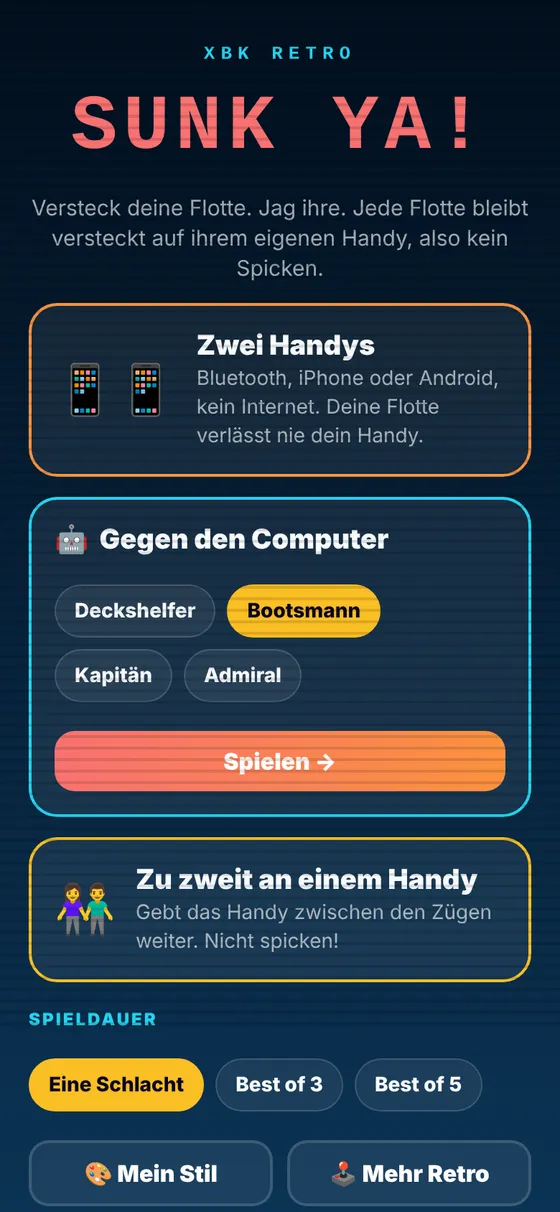 XBK RETRO
SUNK YA!
Versteck deine Flotte. Jag ihre. Jede Flotte bleibt
versteckt auf ihrem eigenen Handy, also kein
Spicken.
Zwei Handys
Bluetooth, iPhone oder Android,
kein Internet. Deine Flotte
verlässt nie dein Handy.
Gegen den Computer
Deckshelfer
Bootsmann
Kapitän
Admiral
Spielen →
Zu zweit an einem Handy
Gebt das Handy zwischen den Zügen
weiter. Nicht spicken!
SPIELDAUER
Eine Schlacht
Best of 3
Best of 5
Mein Stil
Mehr Retro